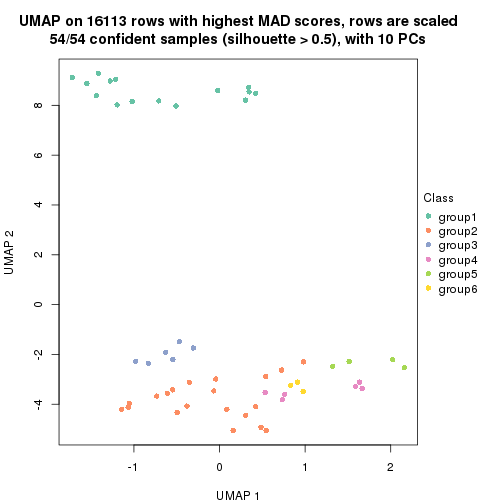 UMAP on 16113 rows with highest MAD scores, rows are scaled
54/54 confident samples (silhouette > 0.5), with 10 PCs
8
6
4
2
0
-2
-4
UMAP 2
-1
0
1
2
UMAP 1
Class
group1
group2
group3
group4
group5
group6